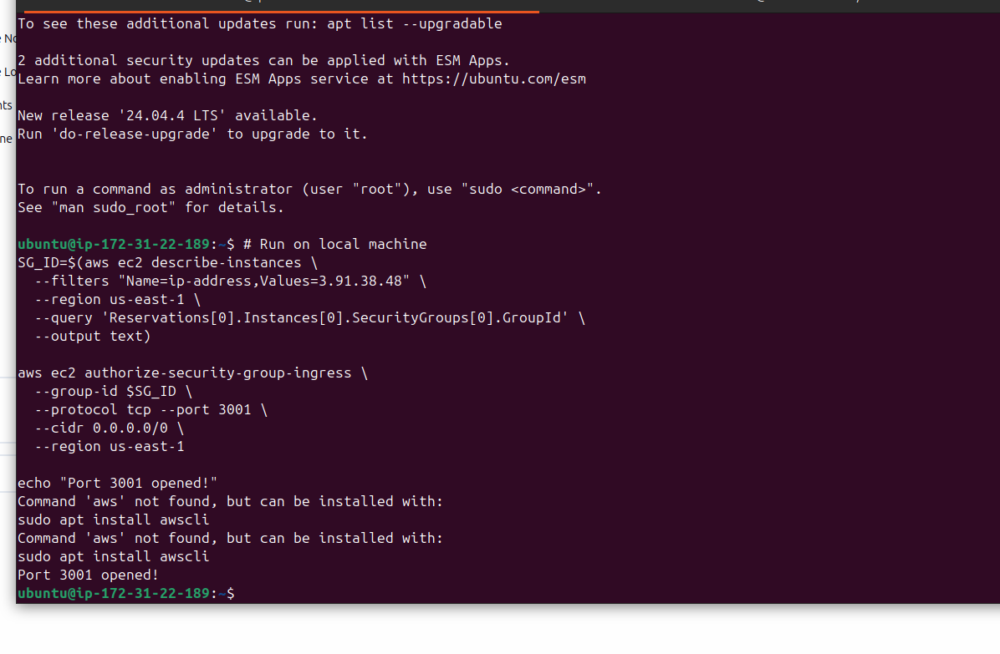 To see these additional updates run: apt list --upgradable
2 additional security updates can be applied with ESM Apps.
Learn more about enabling ESM Apps service at https://ubuntu.com/esm
New release '24.04.4 LTS' available.
Run 'do-release-upgrade' to upgrade to it.
To run a command as administrator (user "root"), use "sudo <command>".
See "man sudo_root" for details.
ubuntu@ip-172-31-22-189:~$ # Run on local machine
SG_ID=$(aws ec2 describe-instances \
  --filters "Name=ip-address,Values=3.91.38.48" \
  --region us-east-1 \
  --query 'Reservations[0].Instances[0].SecurityGroups[0].GroupId' \
  --output text)
aws ec2 authorize-security-group-ingress \
  --group-id $SG_ID \
  --protocol tcp --port 3001 \
  --cidr 0.0.0.0/0 \
  --region us-east-1
echo "Port 3001 opened!"
Command 'aws' not found, but can be installed with:
sudo apt install awscli
Command 'aws' not found, but can be installed with:
sudo apt install awscli
Port 3001 opened!
ubuntu@ip-172-31-22-189:~$